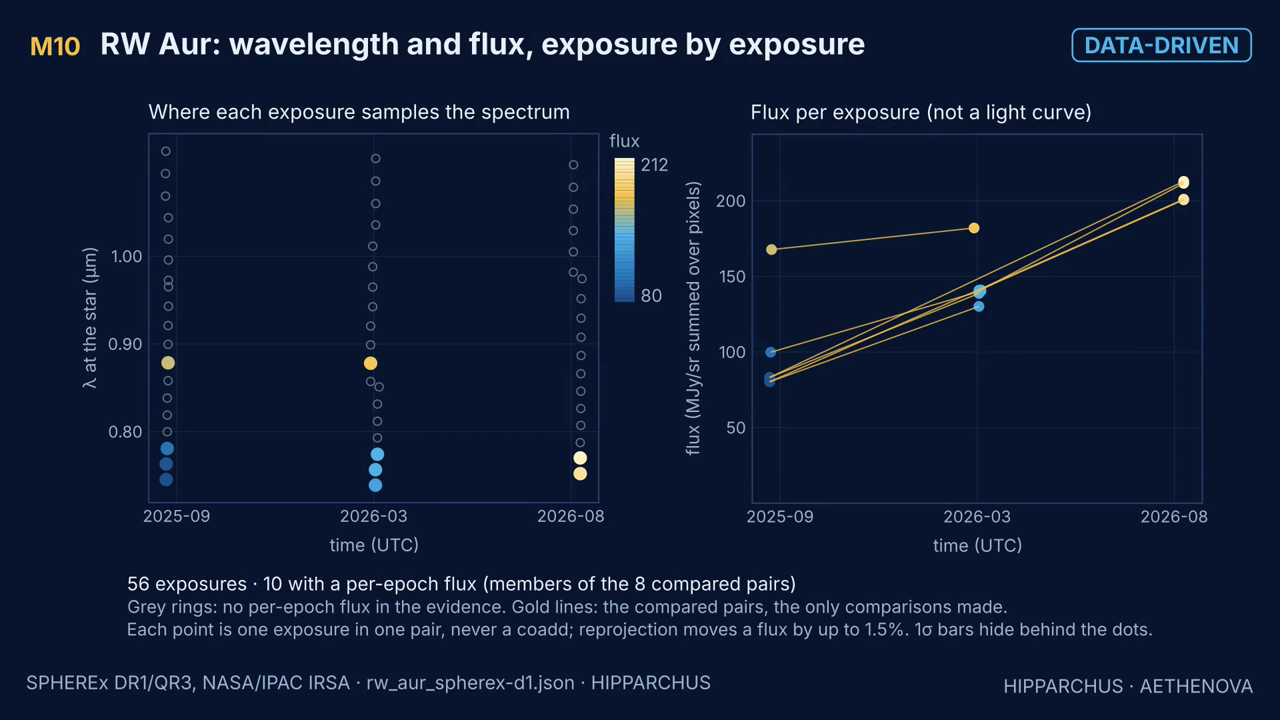 M10 RW Aur: wavelength and flux, exposure by exposure
DATA-DRIVEN
Where each exposure samples the spectrum
flux
212
80
λ at the star (μm)
1.00
0.90
0.80
2025-09 2026-03 2026-08
time (UTC)
Flux per exposure (not a light curve)
flux (MJy/sr summed over pixels)
200
150
100
50
2025-09 2026-03 2026-08
time (UTC)
56 exposures · 10 with a per-epoch flux (members of the 8 compared pairs)
Grey rings: no per-epoch flux in the evidence. Gold lines: the compared pairs, the only comparisons made.
Each point is one exposure in one pair, never a coadd; reprojection moves a flux by up to 1.5%. 1σ bars hide behind the dots.
SPHEREx DR1/QR3, NASA/IPAC IRSA · rw_aur_spherex-d1.json · HIPPARCHUS
HIPPARCHUS · AETHENOVA